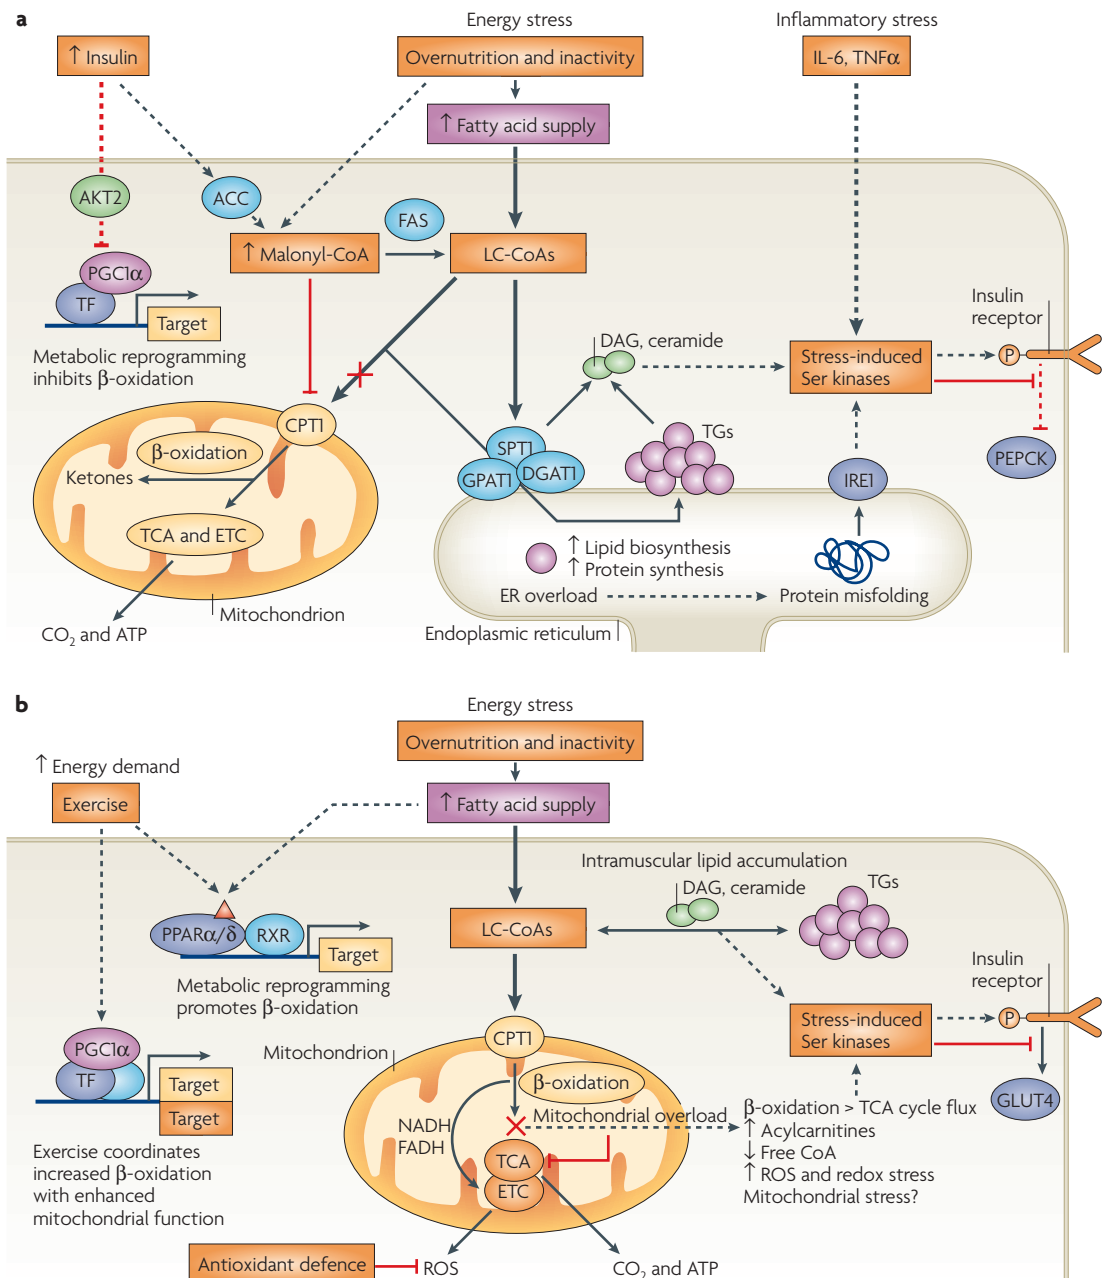 a
Energy stress
Inflammatory stress
↑ Insulin
Overnutrition and inactivity
IL-6, TNFα
↑ Fatty acid supply
AKT2
ACC
FAS
↑ Malonyl-CoA
LC-CoAs
PGC1α
TF
Target
Metabolic reprogramming
inhibits β-oxidation
Insulin
receptor
DAG, ceramide
Stress-induced
Ser kinases
P
CPT1
β-oxidation
Ketones
TCA and ETC
SPT1
GPAT1
DGAT1
TGs
IRE1
PEPCK
↑ Lipid biosynthesis
↑ Protein synthesis
ER overload
Protein misfolding
Mitochondrion
CO₂ and ATP
Endoplasmic reticulum
b
Energy stress
Overnutrition and inactivity
↑ Energy demand
Exercise
↑ Fatty acid supply
Intramuscular lipid accumulation
DAG, ceramide
TGs
PPARα/δ
RXR
Target
LC-CoAs
Metabolic reprogramming
promotes β-oxidation
Insulin
receptor
Stress-induced
Ser kinases
P
PGC1α
TF
Target
Target
Mitochondrion
CPT1
β-oxidation
GLUT4
NADH
FADH
Mitochondrial overload
β-oxidation > TCA cycle flux
↑ Acylcarnitines
↓ Free CoA
↑ ROS and redox stress
Mitochondrial stress?
TCA
ETC
Exercise coordinates
increased β-oxidation
with enhanced
mitochondrial function
Antioxidant defence
ROS
CO₂ and ATP